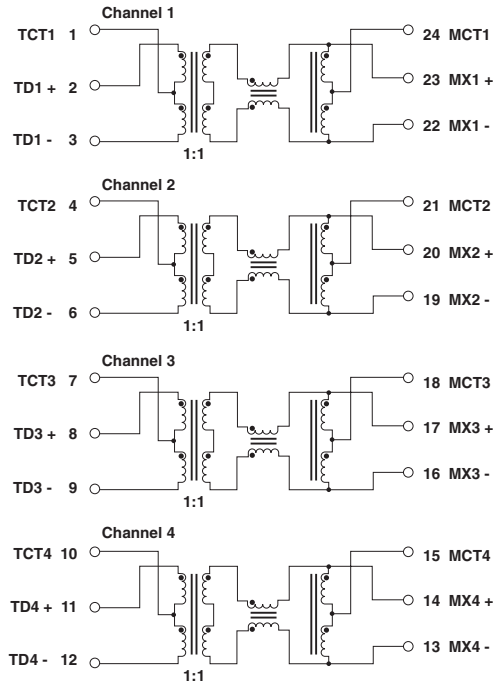 Channel 1
TCT1 1
24 MCT1
TD1 + 2
23 MX1 +
TD1 - 3
22 MX1 -
1:1
Channel 2
TCT2 4
21 MCT2
TD2 + 5
20 MX2 +
TD2 - 6
19 MX2 -
1:1
Channel 3
TCT3 7
18 MCT3
TD3 + 8
17 MX3 +
TD3 - 9
16 MX3 -
1:1
Channel 4
TCT4 10
15 MCT4
TD4 + 11
14 MX4 +
TD4 - 12
13 MX4 -
1:1